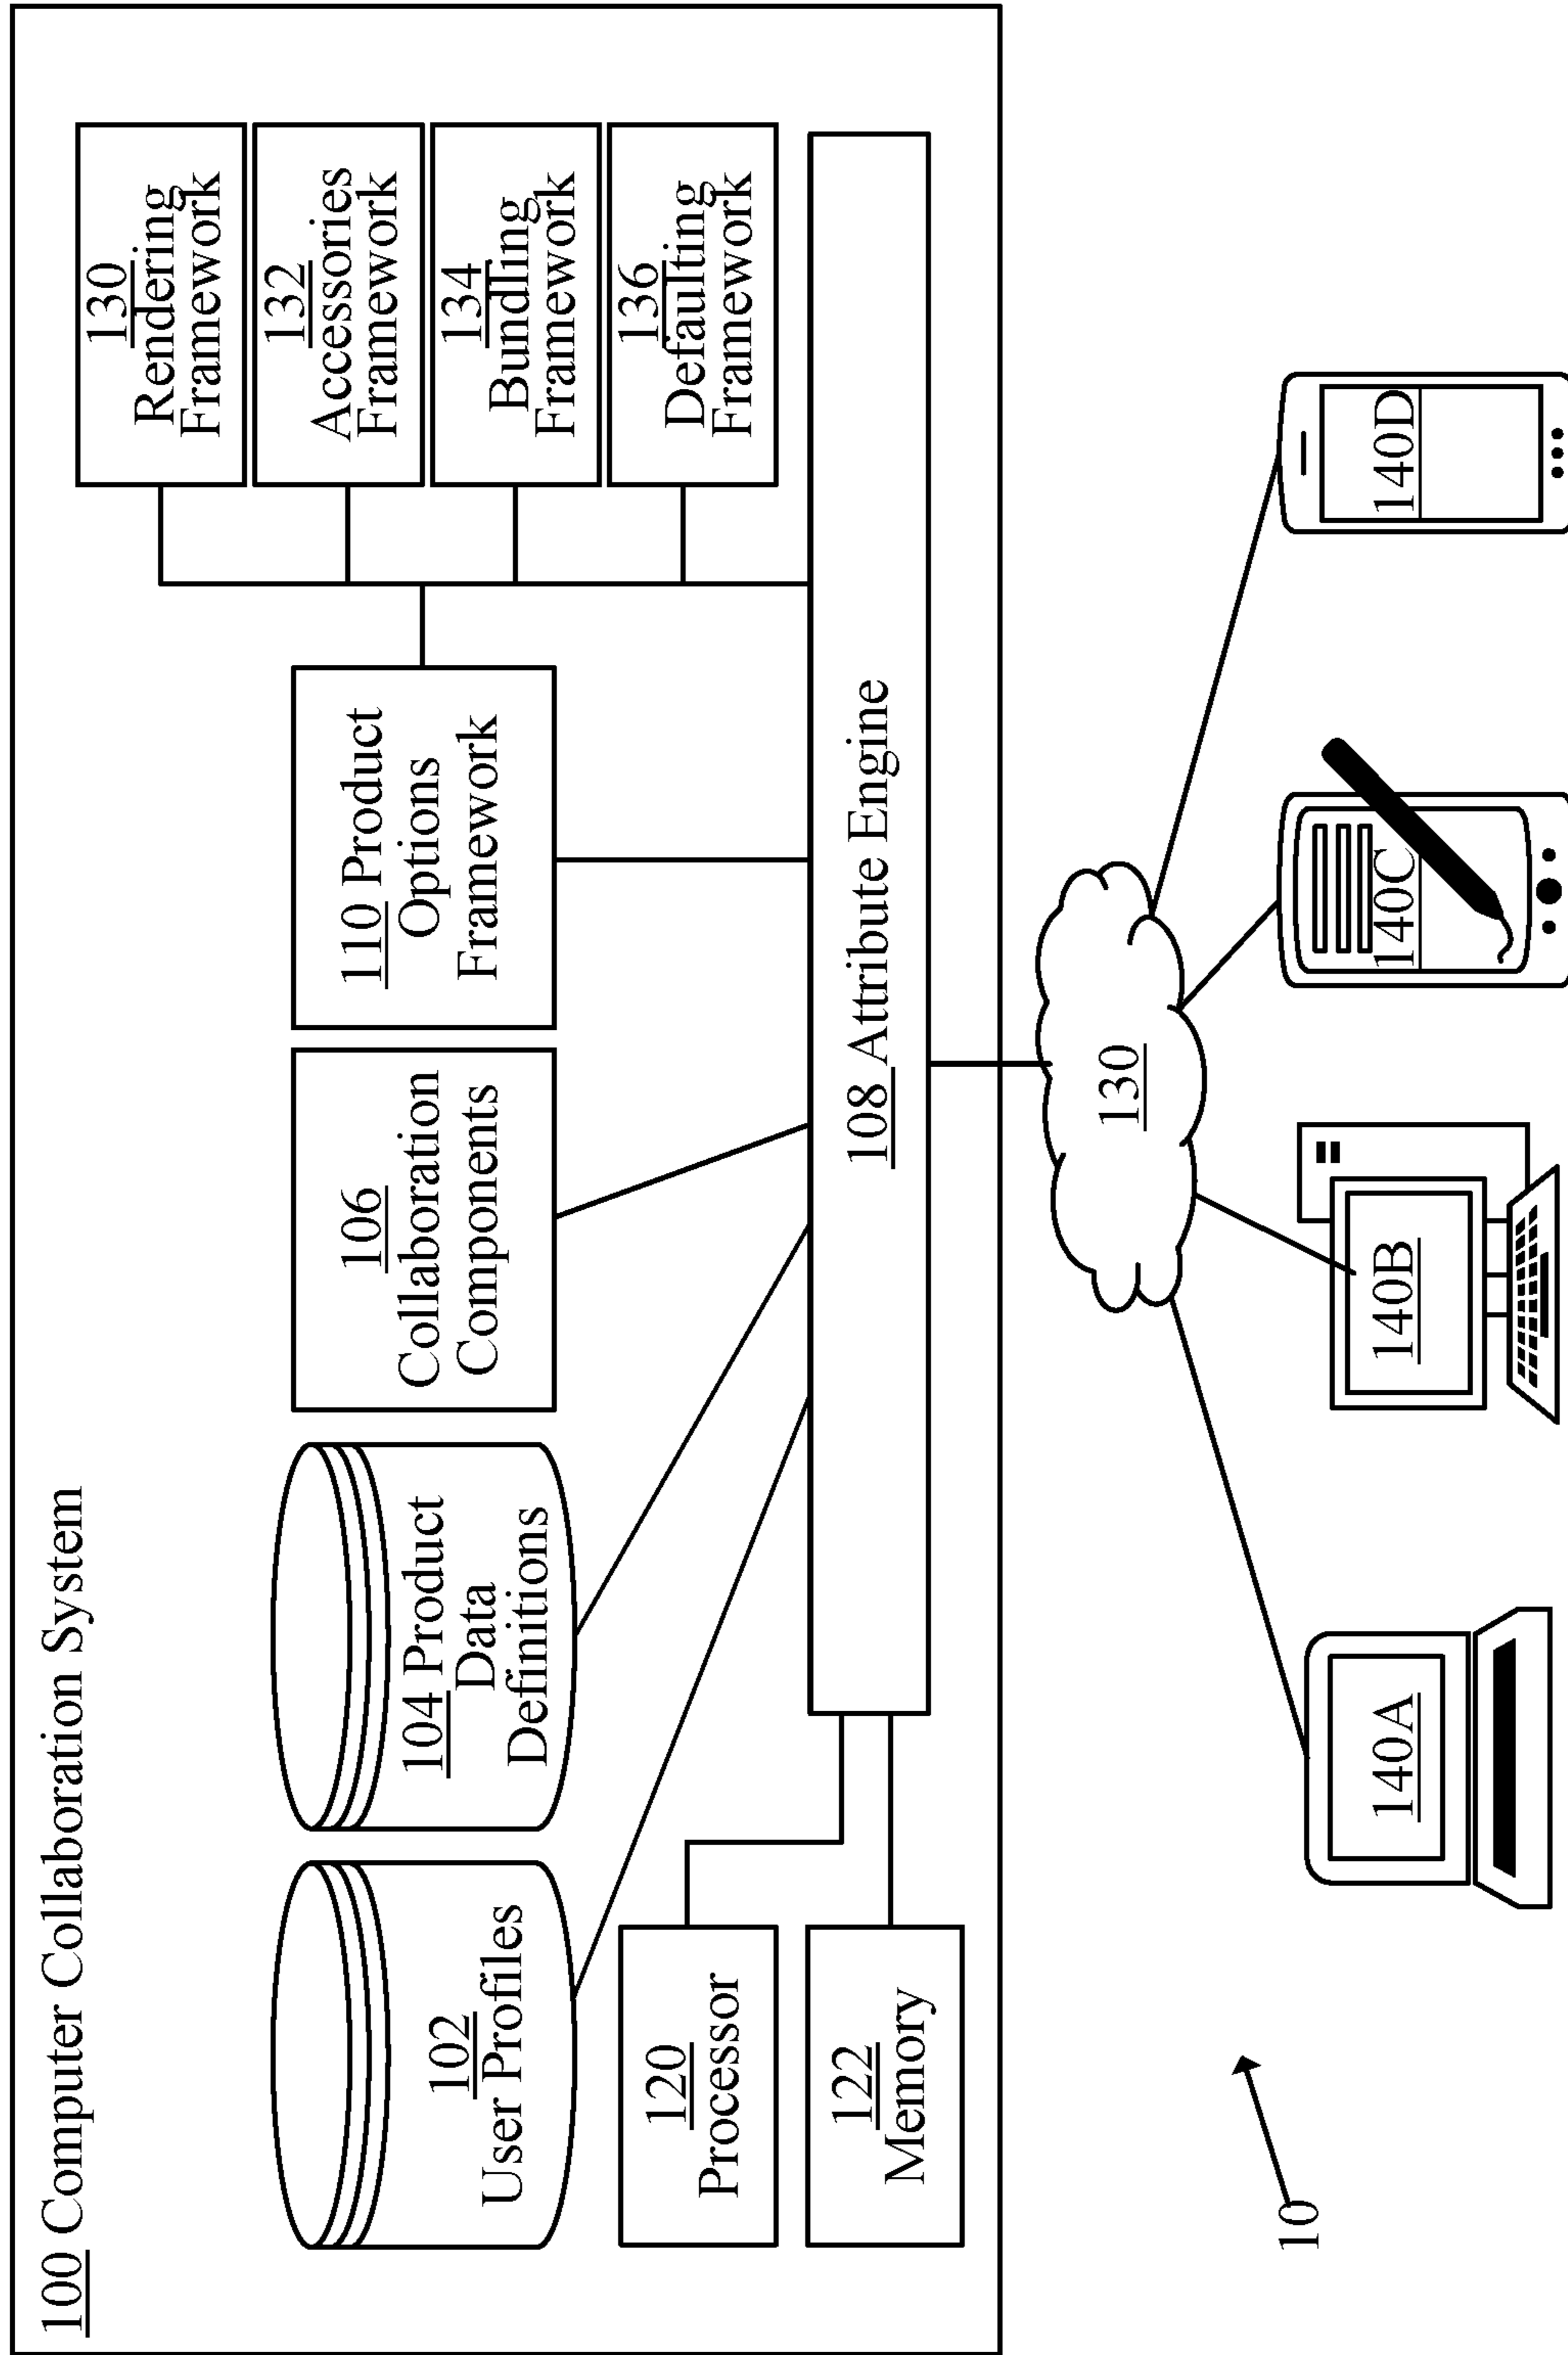 100 Computer Collaboration System
102
User Profiles
104 Product
Data
Definitions
106
Collaboration
Components
110 Product
Options
Framework
130
Rendering
Framework
132
Accessories
Framework
134
Bundling
Framework
136
Defaulting
Framework
120
Processor
122
Memory
108 Attribute Engine
130
10
140A
140B
140C
140D